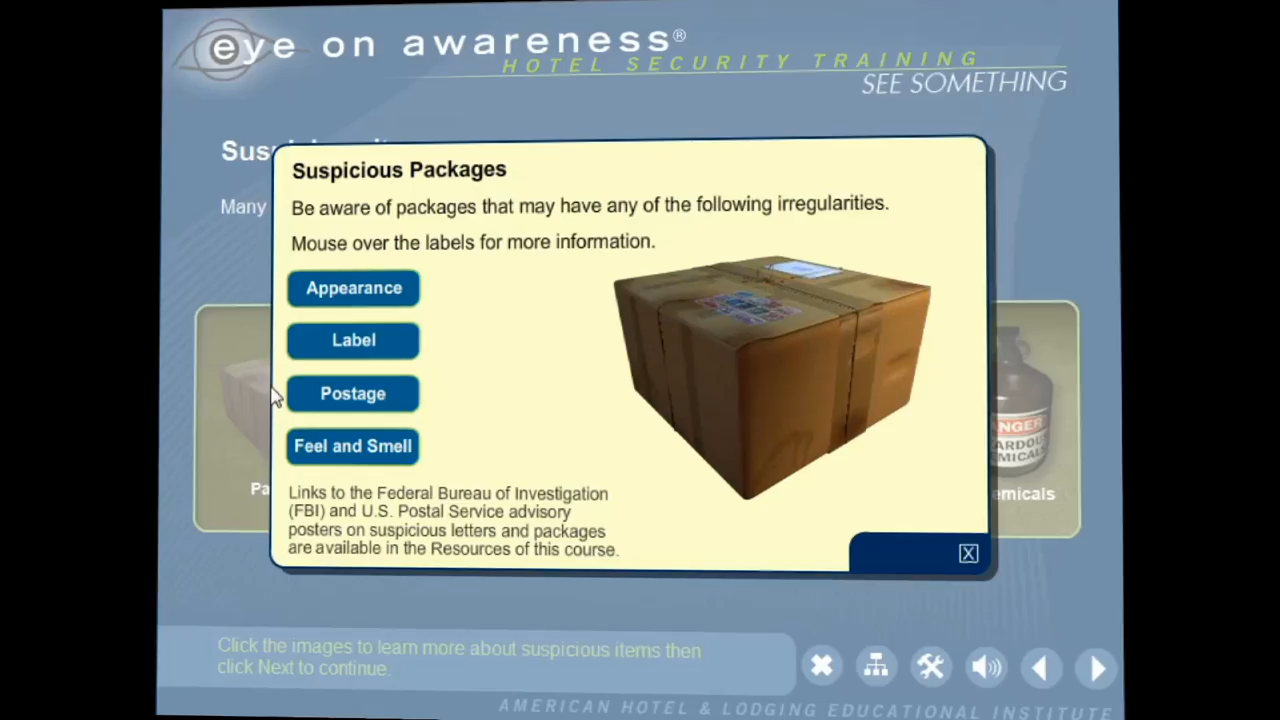 eye on awareness®
HOTEL SECURITY TRAINING
SEE SOMETHING
Many
Suspicious Packages
Be aware of packages that may have any of the following irregularities.
Mouse over the labels for more information.
Appearance
Label
Postage
Feel and Smell
Links to the Federal Bureau of Investigation
(FBI) and U.S. Postal Service advisory
posters on suspicious letters and packages
are available in the Resources of this course.
X
Click the images to learn more about suspicious items then
click Next to continue.
AMERICAN HOTEL & LODGING EDUCATIONAL INSTITUTE